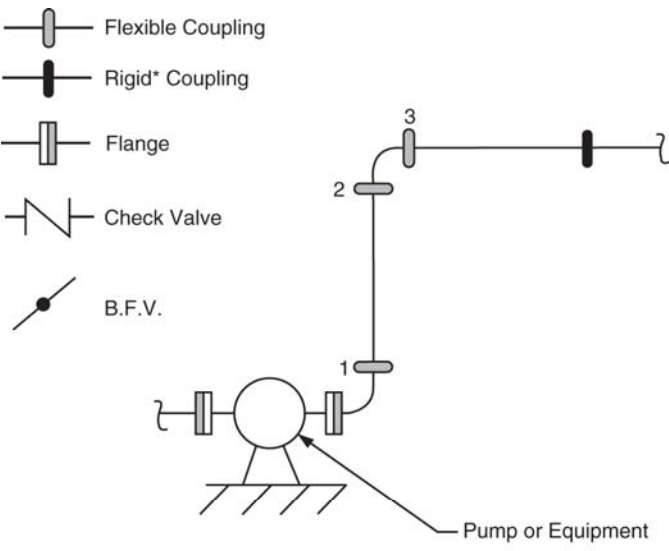 Flexible Coupling
Rigid* Coupling
Flange
Check Valve
B.F.V.
3
2
1
Pump or Equipment